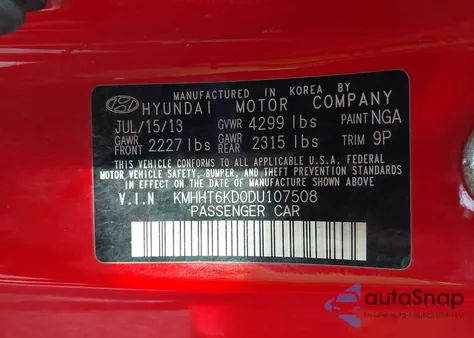 MANUFACTURED IN KOREA BY
HYUNDAI MOTOR COMPANY
JUL/15/13 GVWR 4299 lbs PAINT NGA
GAWR FRONT 2227 lbs GAWR REAR 2315 lbs TRIM 9P
THIS VEHICLE CONFORMS TO ALL APPLICABLE U.S.A. FEDERAL
MOTOR VEHICLE SAFETY, BUMPER, AND THEFT PREVENTION STANDARDS
IN EFFECT ON THE DATE OF MANUFACTURE SHOWN ABOVE.
V.I.N KMHHT6KD0DU107508
PASSENGER CAR
autoSnap